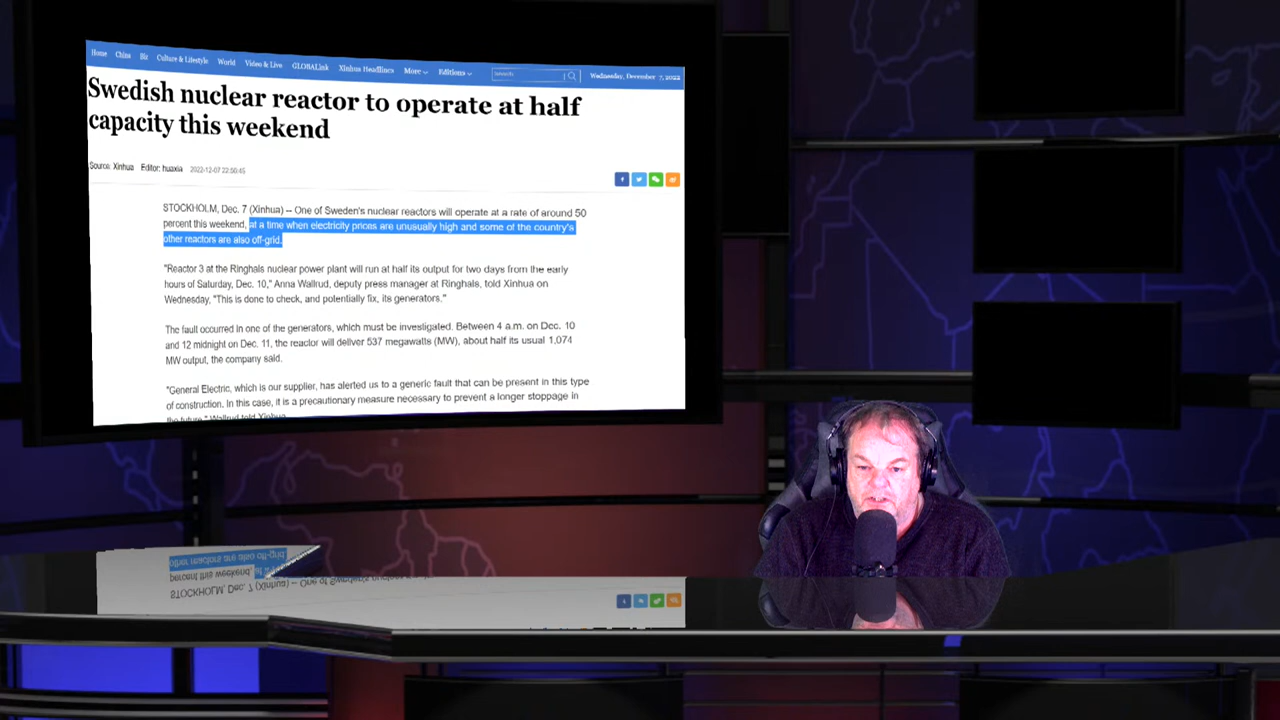 Home China Biz Culture & Lifestyle World Video & Live GLOBALink Xinhua Headlines More Editions Wednesday, December 7, 2022
Swedish nuclear reactor to operate at half
capacity this weekend
Source: Xinhua Editor: huaxia 2022-12-07 22:50:45
STOCKHOLM, Dec. 7 (Xinhua) -- One of Sweden's nuclear reactors will operate at a rate of around 50
percent this weekend, at a time when electricity prices are unusually high and some of the country's
other reactors are also off-grid.
"Reactor 3 at the Ringhals nuclear power plant will run at half its output for two days from the early
hours of Saturday, Dec. 10," Anna Wallrud, deputy press manager at Ringhals, told Xinhua on
Wednesday, "This is done to check, and potentially fix, its generators."
The fault occurred in one of the generators, which must be investigated. Between 4 a.m. on Dec. 10
and 12 midnight on Dec. 11, the reactor will deliver 537 megawatts (MW), about half its usual 1,074
MW output, the company said.
"General Electric, which is our supplier, has alerted us to a generic fault that can be present in this type
of construction. In this case, it is a precautionary measure necessary to prevent a longer stoppage in
the future," Wallrud told Xinhua.